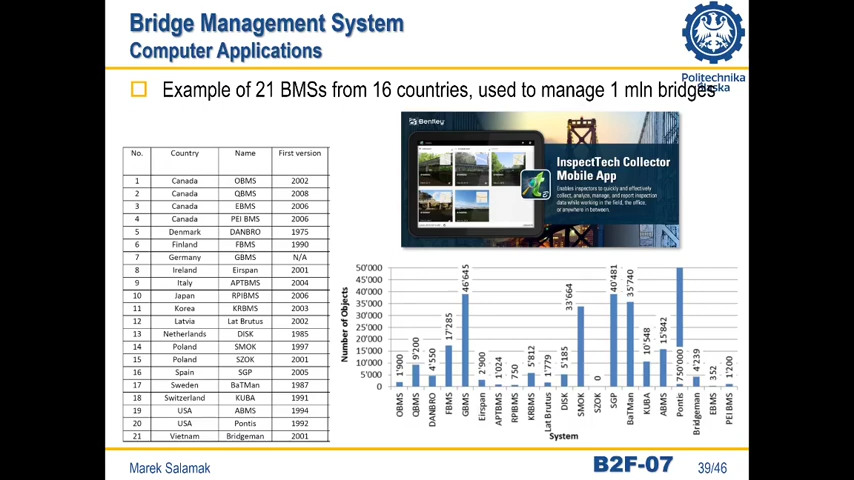 Bridge Management System
Computer Applications
Politechnika
Śląska
Example of 21 BMSs from 16 countries, used to manage 1 mln bridges
No. Country Name First version
1 Canada OBMS 2002
2 Canada QBMS 2008
3 Canada EBMS 2006
4 Canada PEI BMS 2006
5 Denmark DANBRO 1975
6 Finland FBMS 1990
7 Germany GBMS N/A
8 Ireland Eirspan 2001
9 Italy APTBMS 2004
10 Japan RPIBMS 2006
11 Korea KRBMS 2003
12 Latvia Lat Brutus 2002
13 Netherlands DISK 1985
14 Poland SMOK 1997
15 Poland SZOK 2001
16 Spain SGP 2005
17 Sweden BaTMan 1987
18 Switzerland KUBA 1991
19 USA ABMS 1994
20 USA Pontis 1992
21 Vietnam Bridgeman 2001
Bentley
InspectTech Collector
Mobile App
Enables inspectors to quickly and effectively
collect, analyze, manage, and report inspection
data while working in the field, the office,
or anywhere in between.
Number of Objects
50'000
45'000
40'000
35'000
30'000
25'000
20'000
15'000
10'000
5'000
0
1'900 9'200 4'550 17'285 46'645 2'900 1'024 750 5'812 1'779 5'185 33'664 0 40'481 35'740 10'548 15'842 750'000 4'239 352 1'200
OBMS QBMS DANBRO FBMS GBMS Eirspan APTBMS RPIBMS KRBMS Lat Brutus DISK SMOK SZOK SGP BaTMan KUBA ABMS Pontis Bridgeman EBMS PEI BMS
System
Marek Salamak
B2F-07
39/46